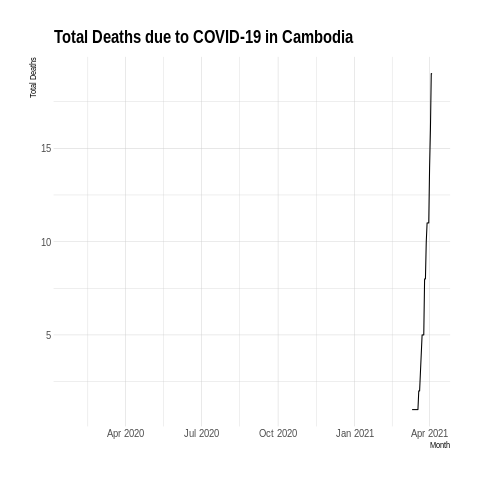 Total Deaths due to COVID-19 in Cambodia
Total Deaths
15
10
5
Apr 2020 Jul 2020 Oct 2020 Jan 2021 Apr 2021
Month